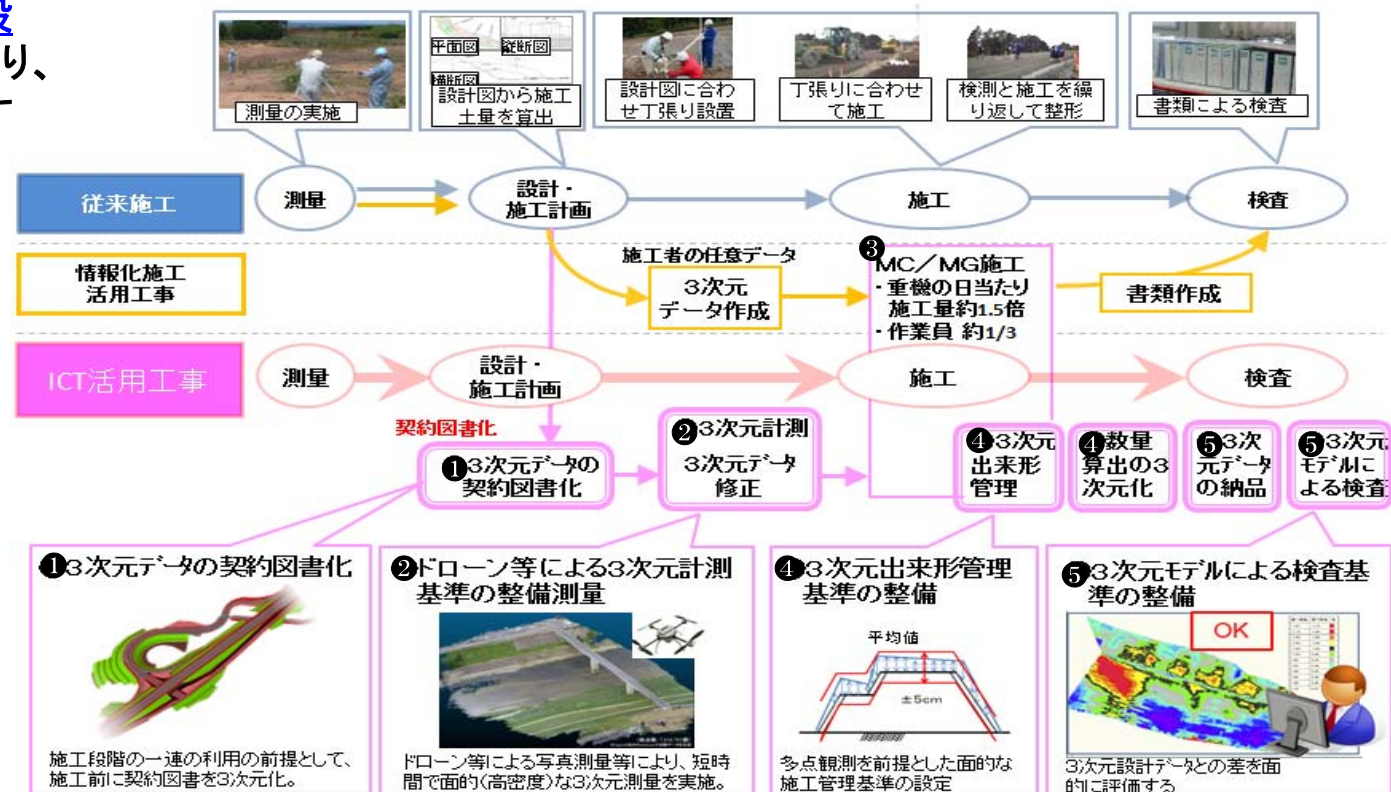 設
り、
平面図
縦断図
横断図
測量の実施
設計図から施工
土量を算出
設計図に合わ
せ丁張り設置
丁張りに合わせ
て施工
検測と施工を繰
り返して整形
書類による検査
従来施工
測量
設計・
施工計画
施工
検査
情報化施工
活用工事
施工者の任意データ
3次元
データ作成
❸
MC／MG施工
・重機の日当たり
施工量約1.5倍
・作業員 約1/3
書類作成
ICT活用工事
測量
設計・
施工計画
施工
検査
契約図書化
❶3次元データの
契約図書化
❷3次元計測
3次元データ
修正
❹3次元
出来形
管理
❹数量
算出の3
次元化
❺3次
元データ
の納品
❺3次元
モデルに
よる検査
❶3次元データの契約図書化
施工段階の一連の利用の前提として、
施工前に契約図書を3次元化。
❷ドローン等による3次元計測
基準の整備測量
ドローン等による写真測量等により、短時
間で面的(高密度)な3次元測量を実施。
❹3次元出来形管理
基準の整備
平均値
±5cm
多点観測を前提とした面的な
施工管理基準の設定
❺3次元モデルによる検査基
準の整備
OK
3次元設計データとの差を面
的に評価する